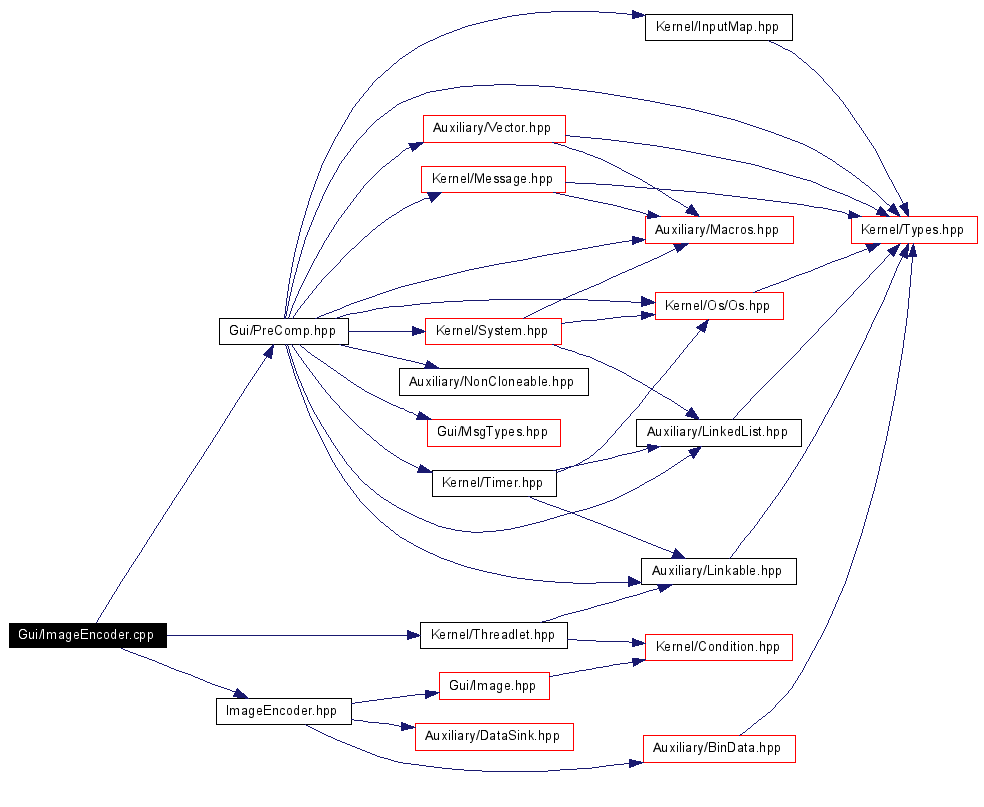 Kernel/InputMap.hpp
Auxiliary/Vector.hpp
Kernel/Message.hpp
Auxiliary/Macros.hpp
Kernel/Types.hpp
Kernel/Os/Os.hpp
Gui/PreComp.hpp
Kernel/System.hpp
Auxiliary/NonCloneable.hpp
Gui/MsgTypes.hpp
Auxiliary/LinkedList.hpp
Kernel/Timer.hpp
Auxiliary/Linkable.hpp
Gui/ImageEncoder.cpp
Kernel/Threadlet.hpp
Kernel/Condition.hpp
Gui/Image.hpp
ImageEncoder.hpp
Auxiliary/DataSink.hpp
Auxiliary/BinData.hpp